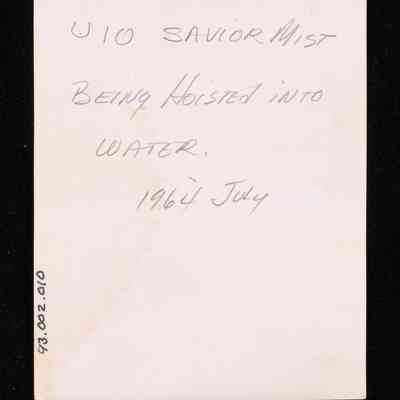 U10 SAVIOR MIST
BEING HOISTED INTO
WATER.
1964 July
93.002.010